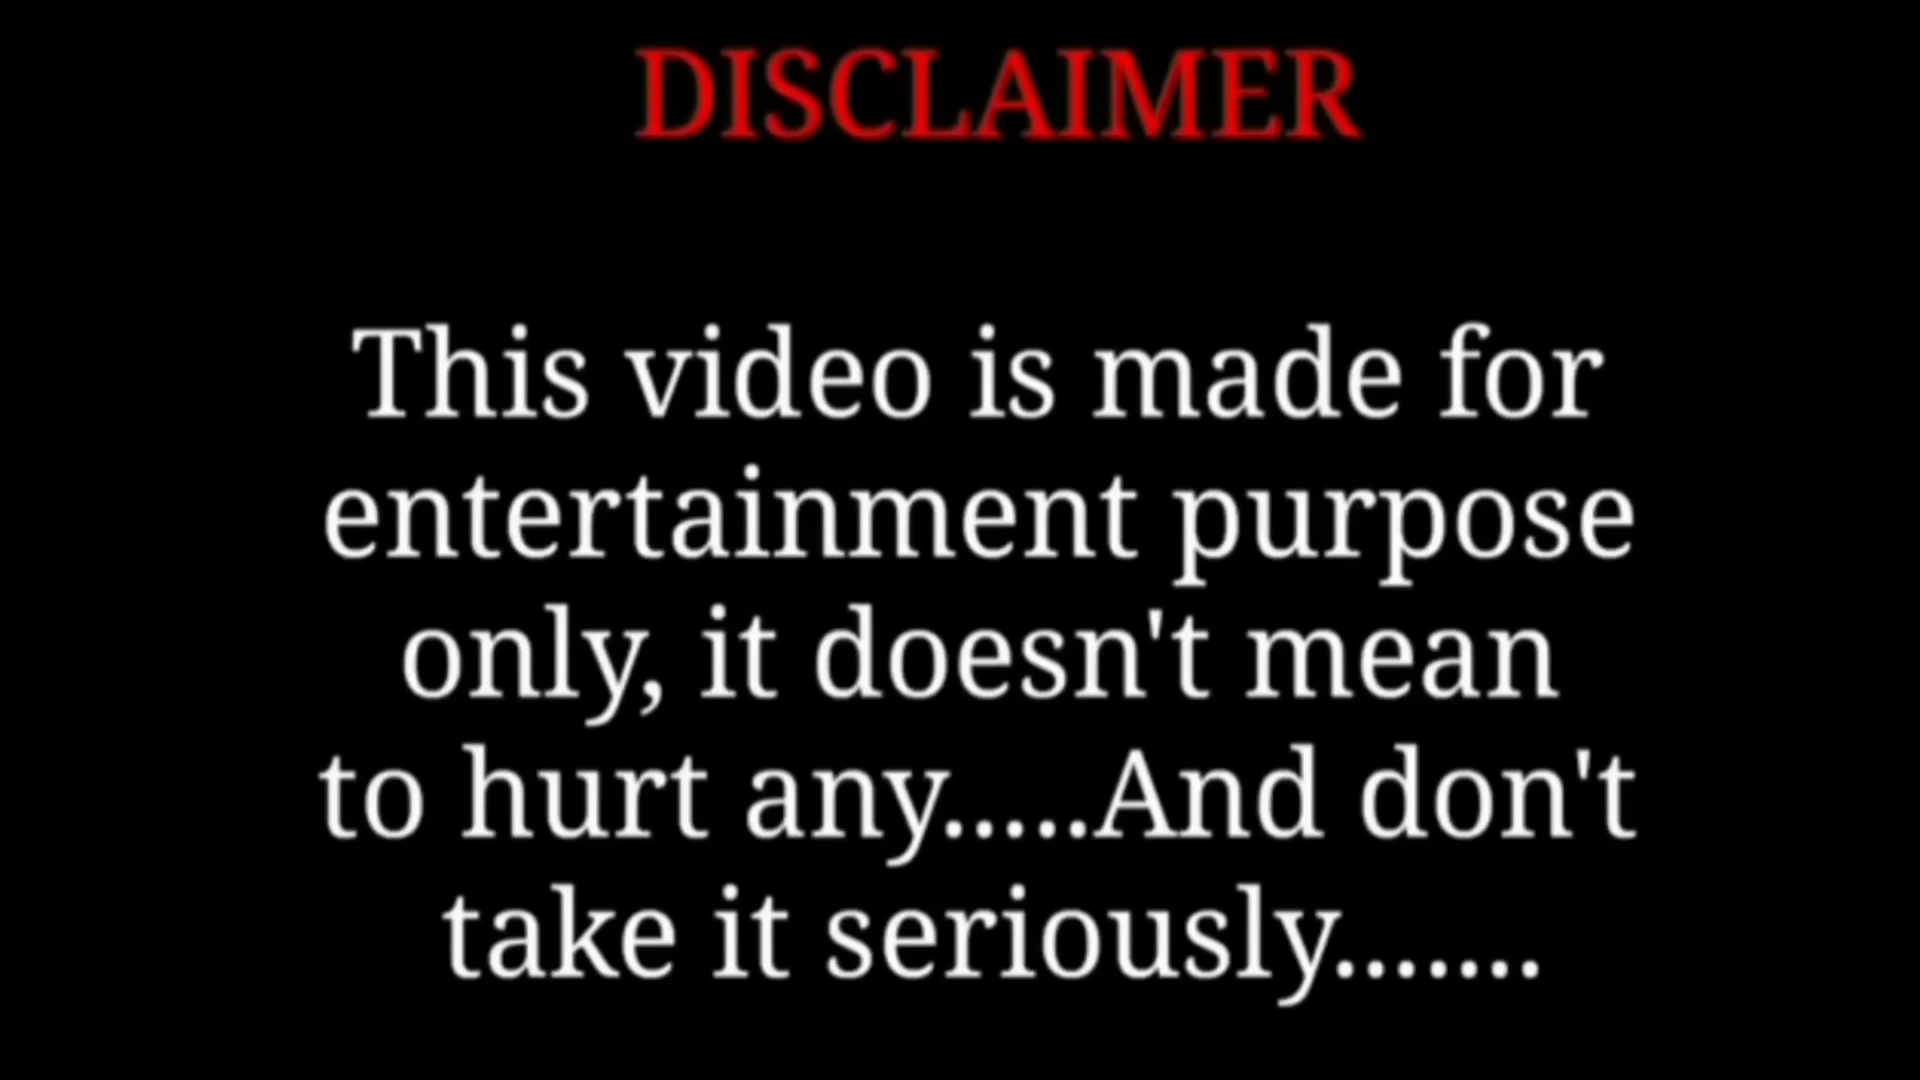 DISCLAIMER
This video is made for
entertainment purpose
only, it doesn't mean
to hurt any.....And don't
take it seriously.......